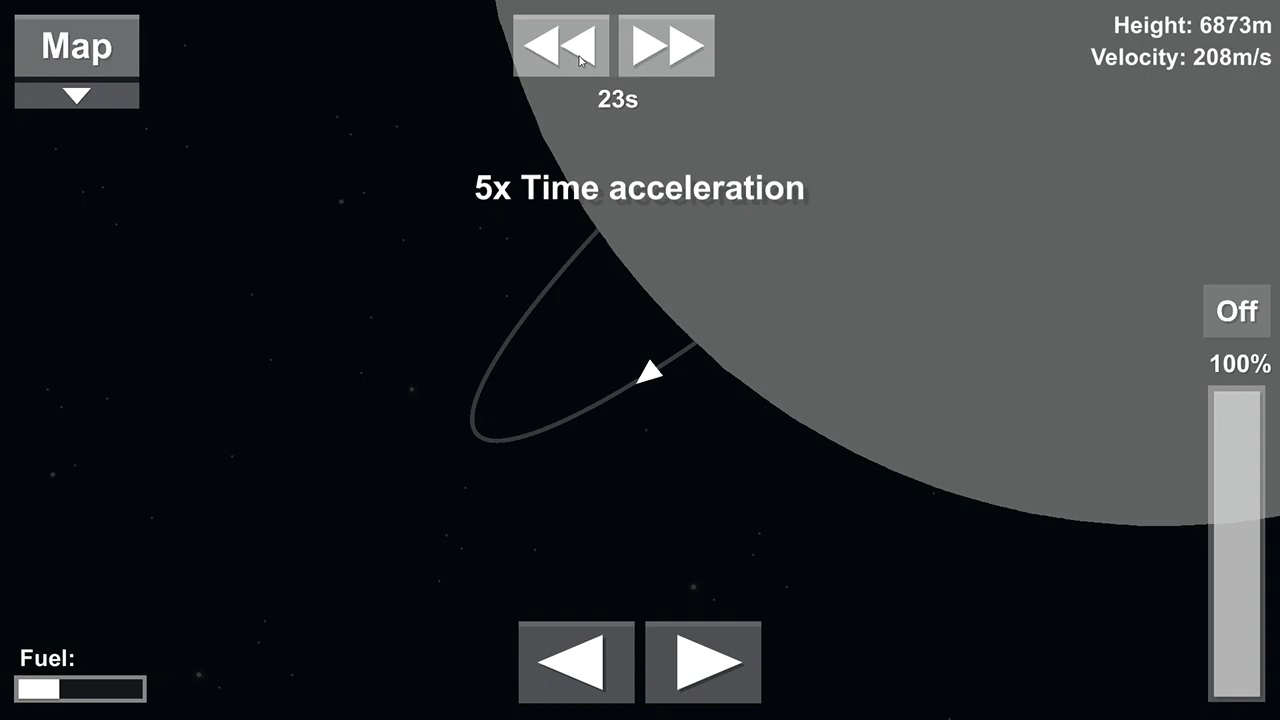 Map
23s
Height: 6873m
Velocity: 208m/s
5x Time acceleration
Off
100%
Fuel: